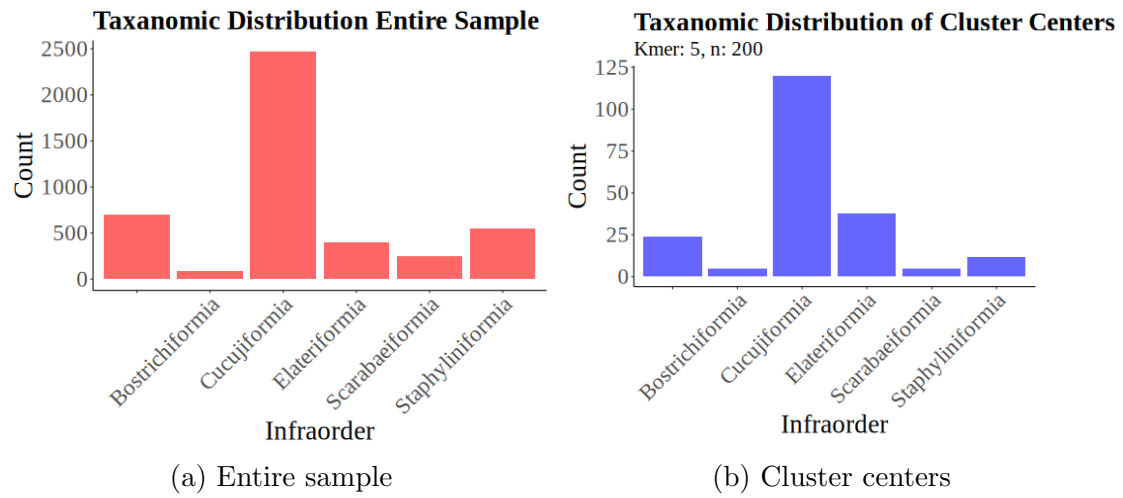 Taxanomic Distribution Entire Sample
2500
2000
1500
1000
500
0
Count
Bostrichiformia
Cucujiformia
Elateriformia
Scarabaeiformia
Staphyliniformia
Infraorder
(a) Entire sample
Taxanomic Distribution of Cluster Centers
Kmer: 5, n: 200
125
100
75
50
25
0
Count
Bostrichiformia
Cucujiformia
Elateriformia
Scarabaeiformia
Staphyliniformia
Infraorder
(b) Cluster centers